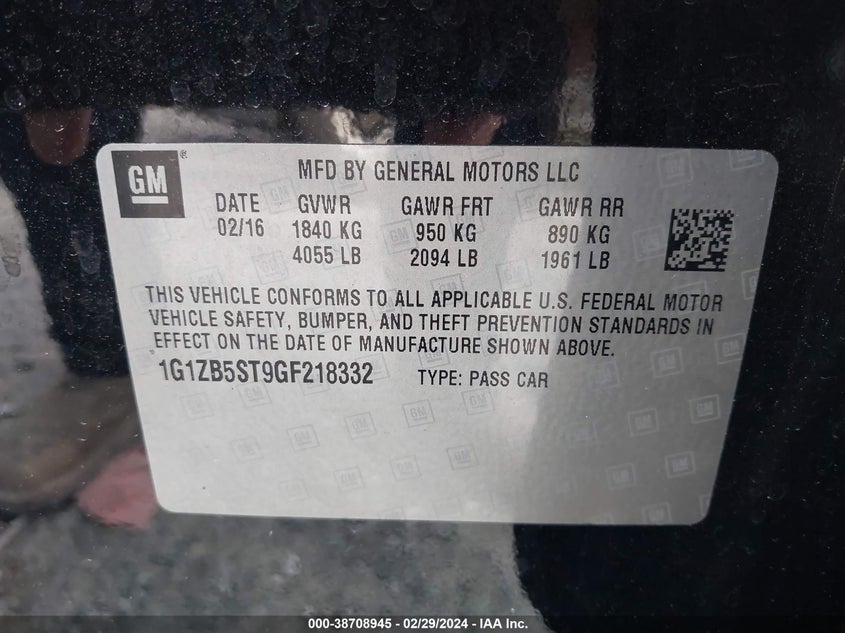 GM ® MFD BY GENERAL MOTORS LLC
DATE GVWR GAWR FRT GAWR RR
02/16 1840 KG 950 KG 890 KG
4055 LB 2094 LB 1961 LB
THIS VEHICLE CONFORMS TO ALL APPLICABLE U.S. FEDERAL MOTOR
VEHICLE SAFETY, BUMPER, AND THEFT PREVENTION STANDARDS IN
EFFECT ON THE DATE OF MANUFACTURE SHOWN ABOVE.
1G1ZB5ST9GF218332 TYPE: PASS CAR
000-38708945 - 02/29/2024 - IAA Inc.